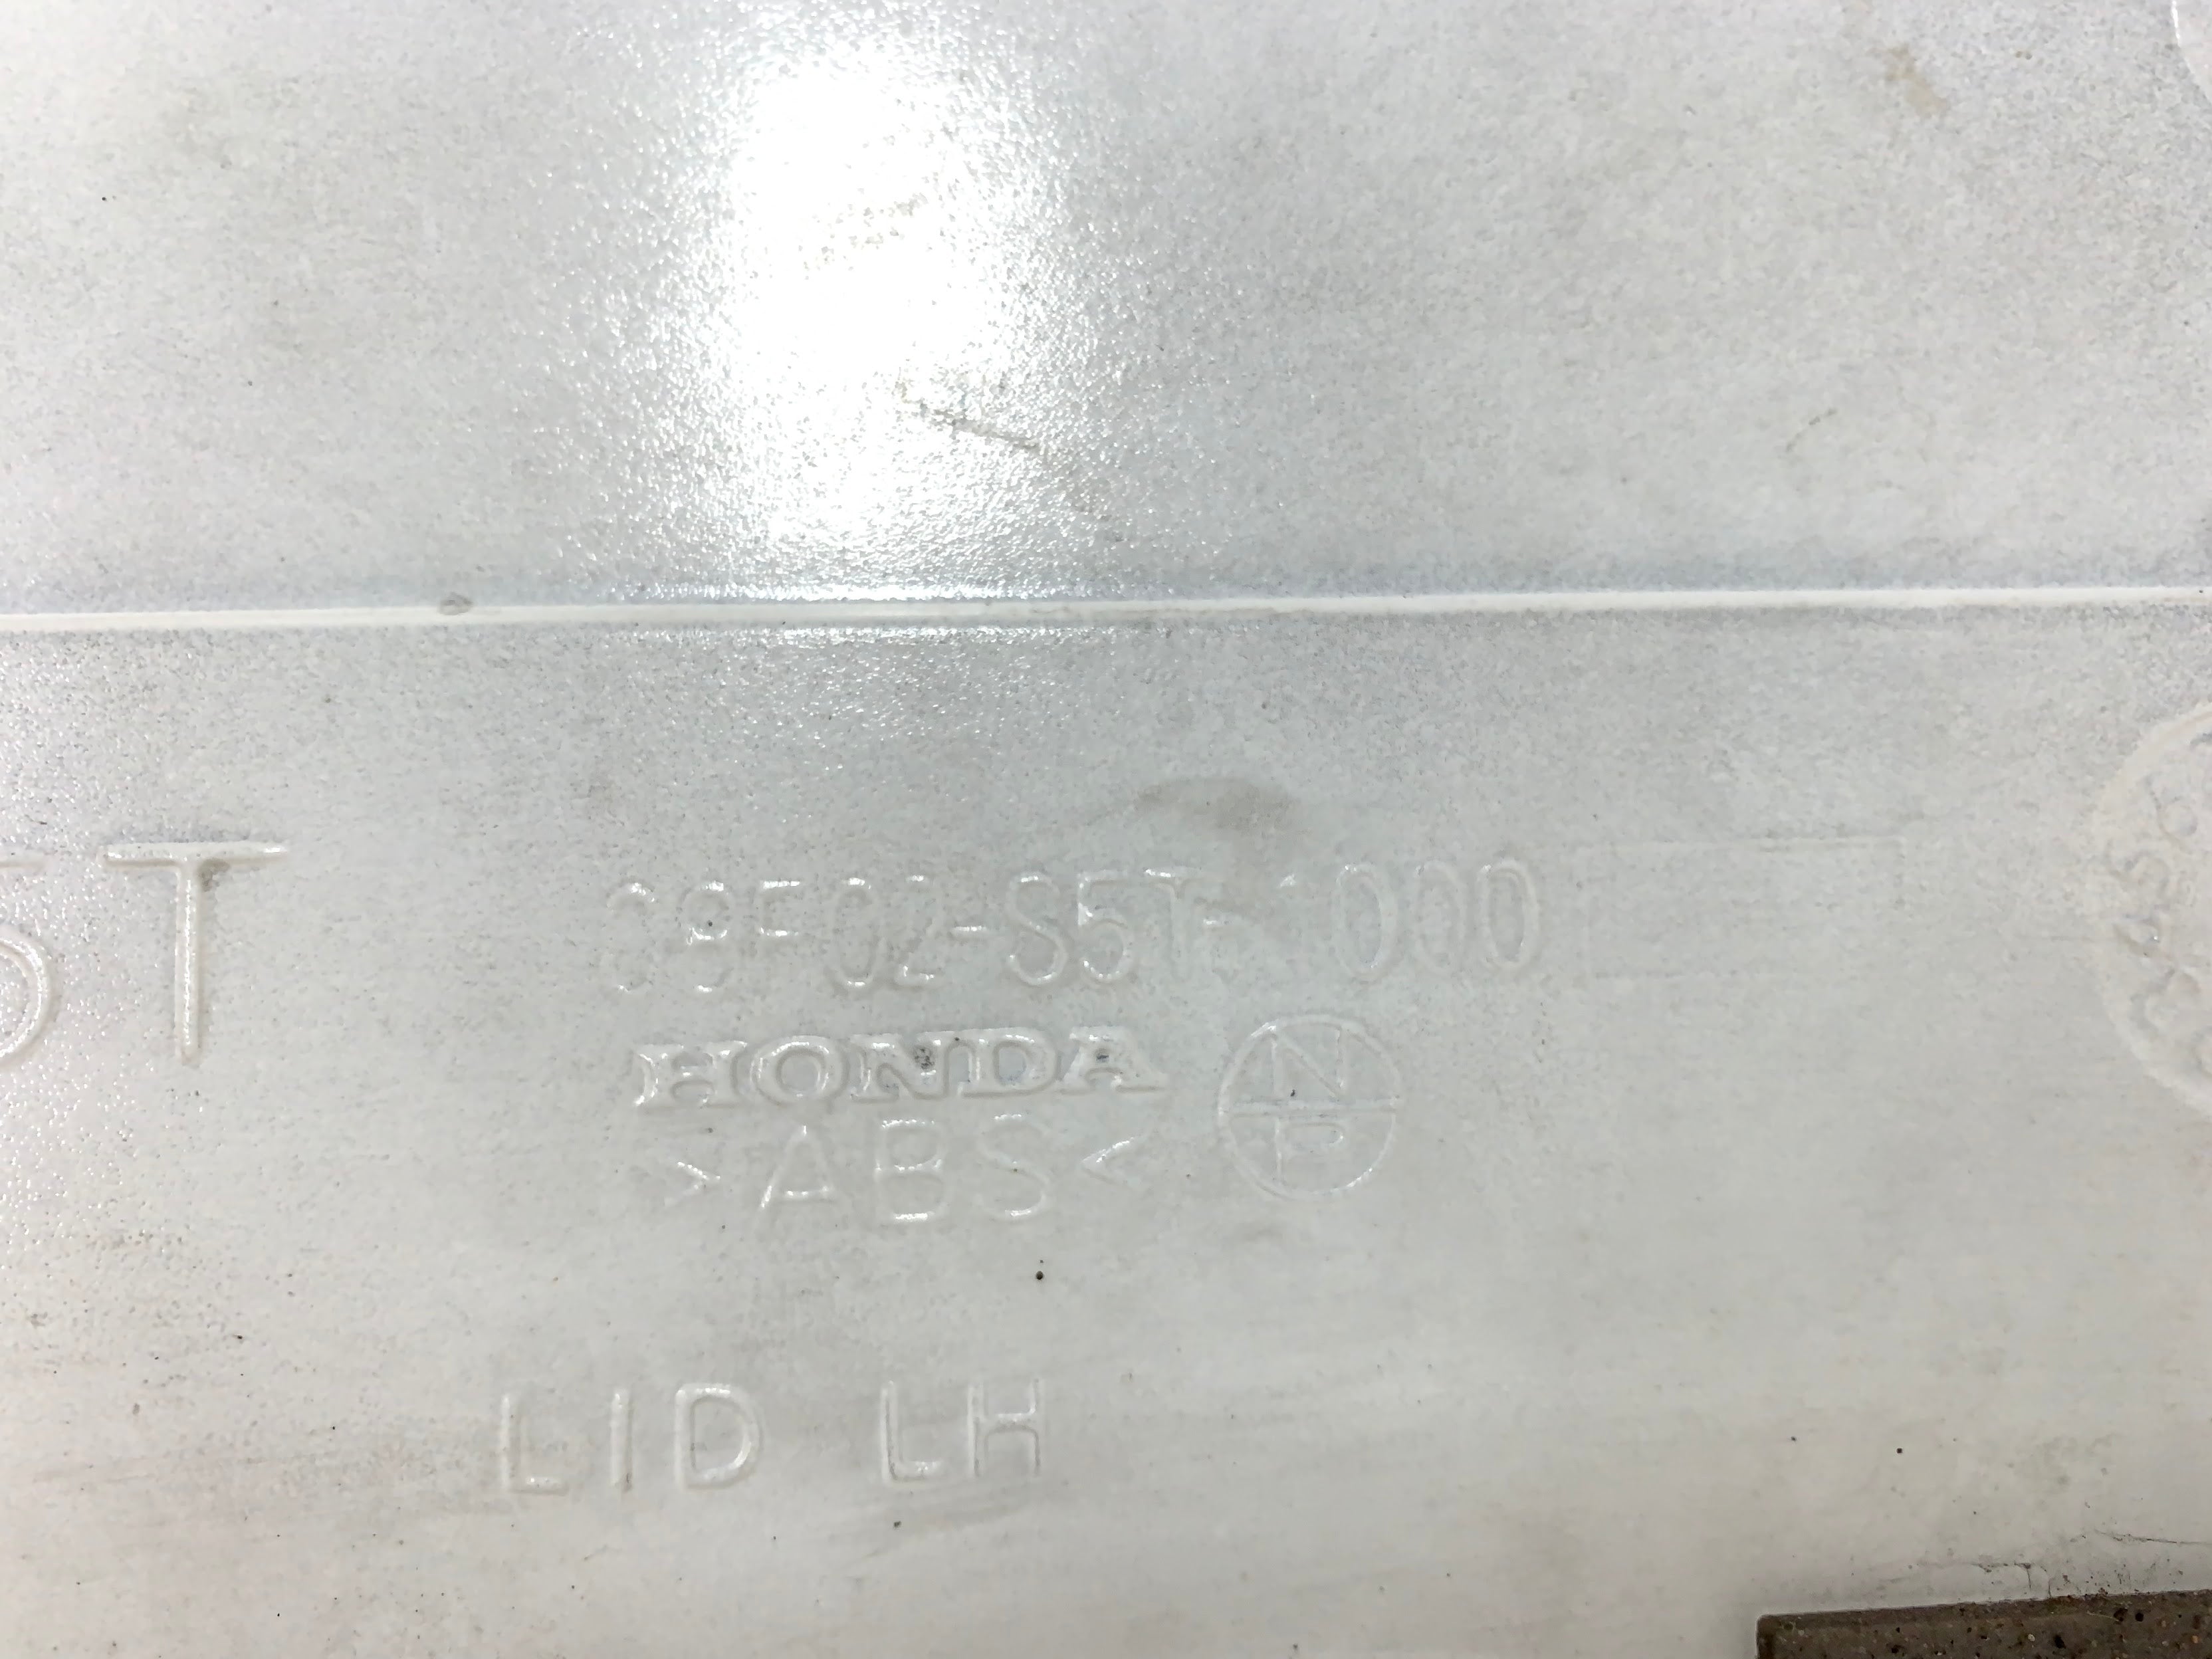 5T
08F02-S5T-1000
HONDA
N
P
>ABS<
LID LH